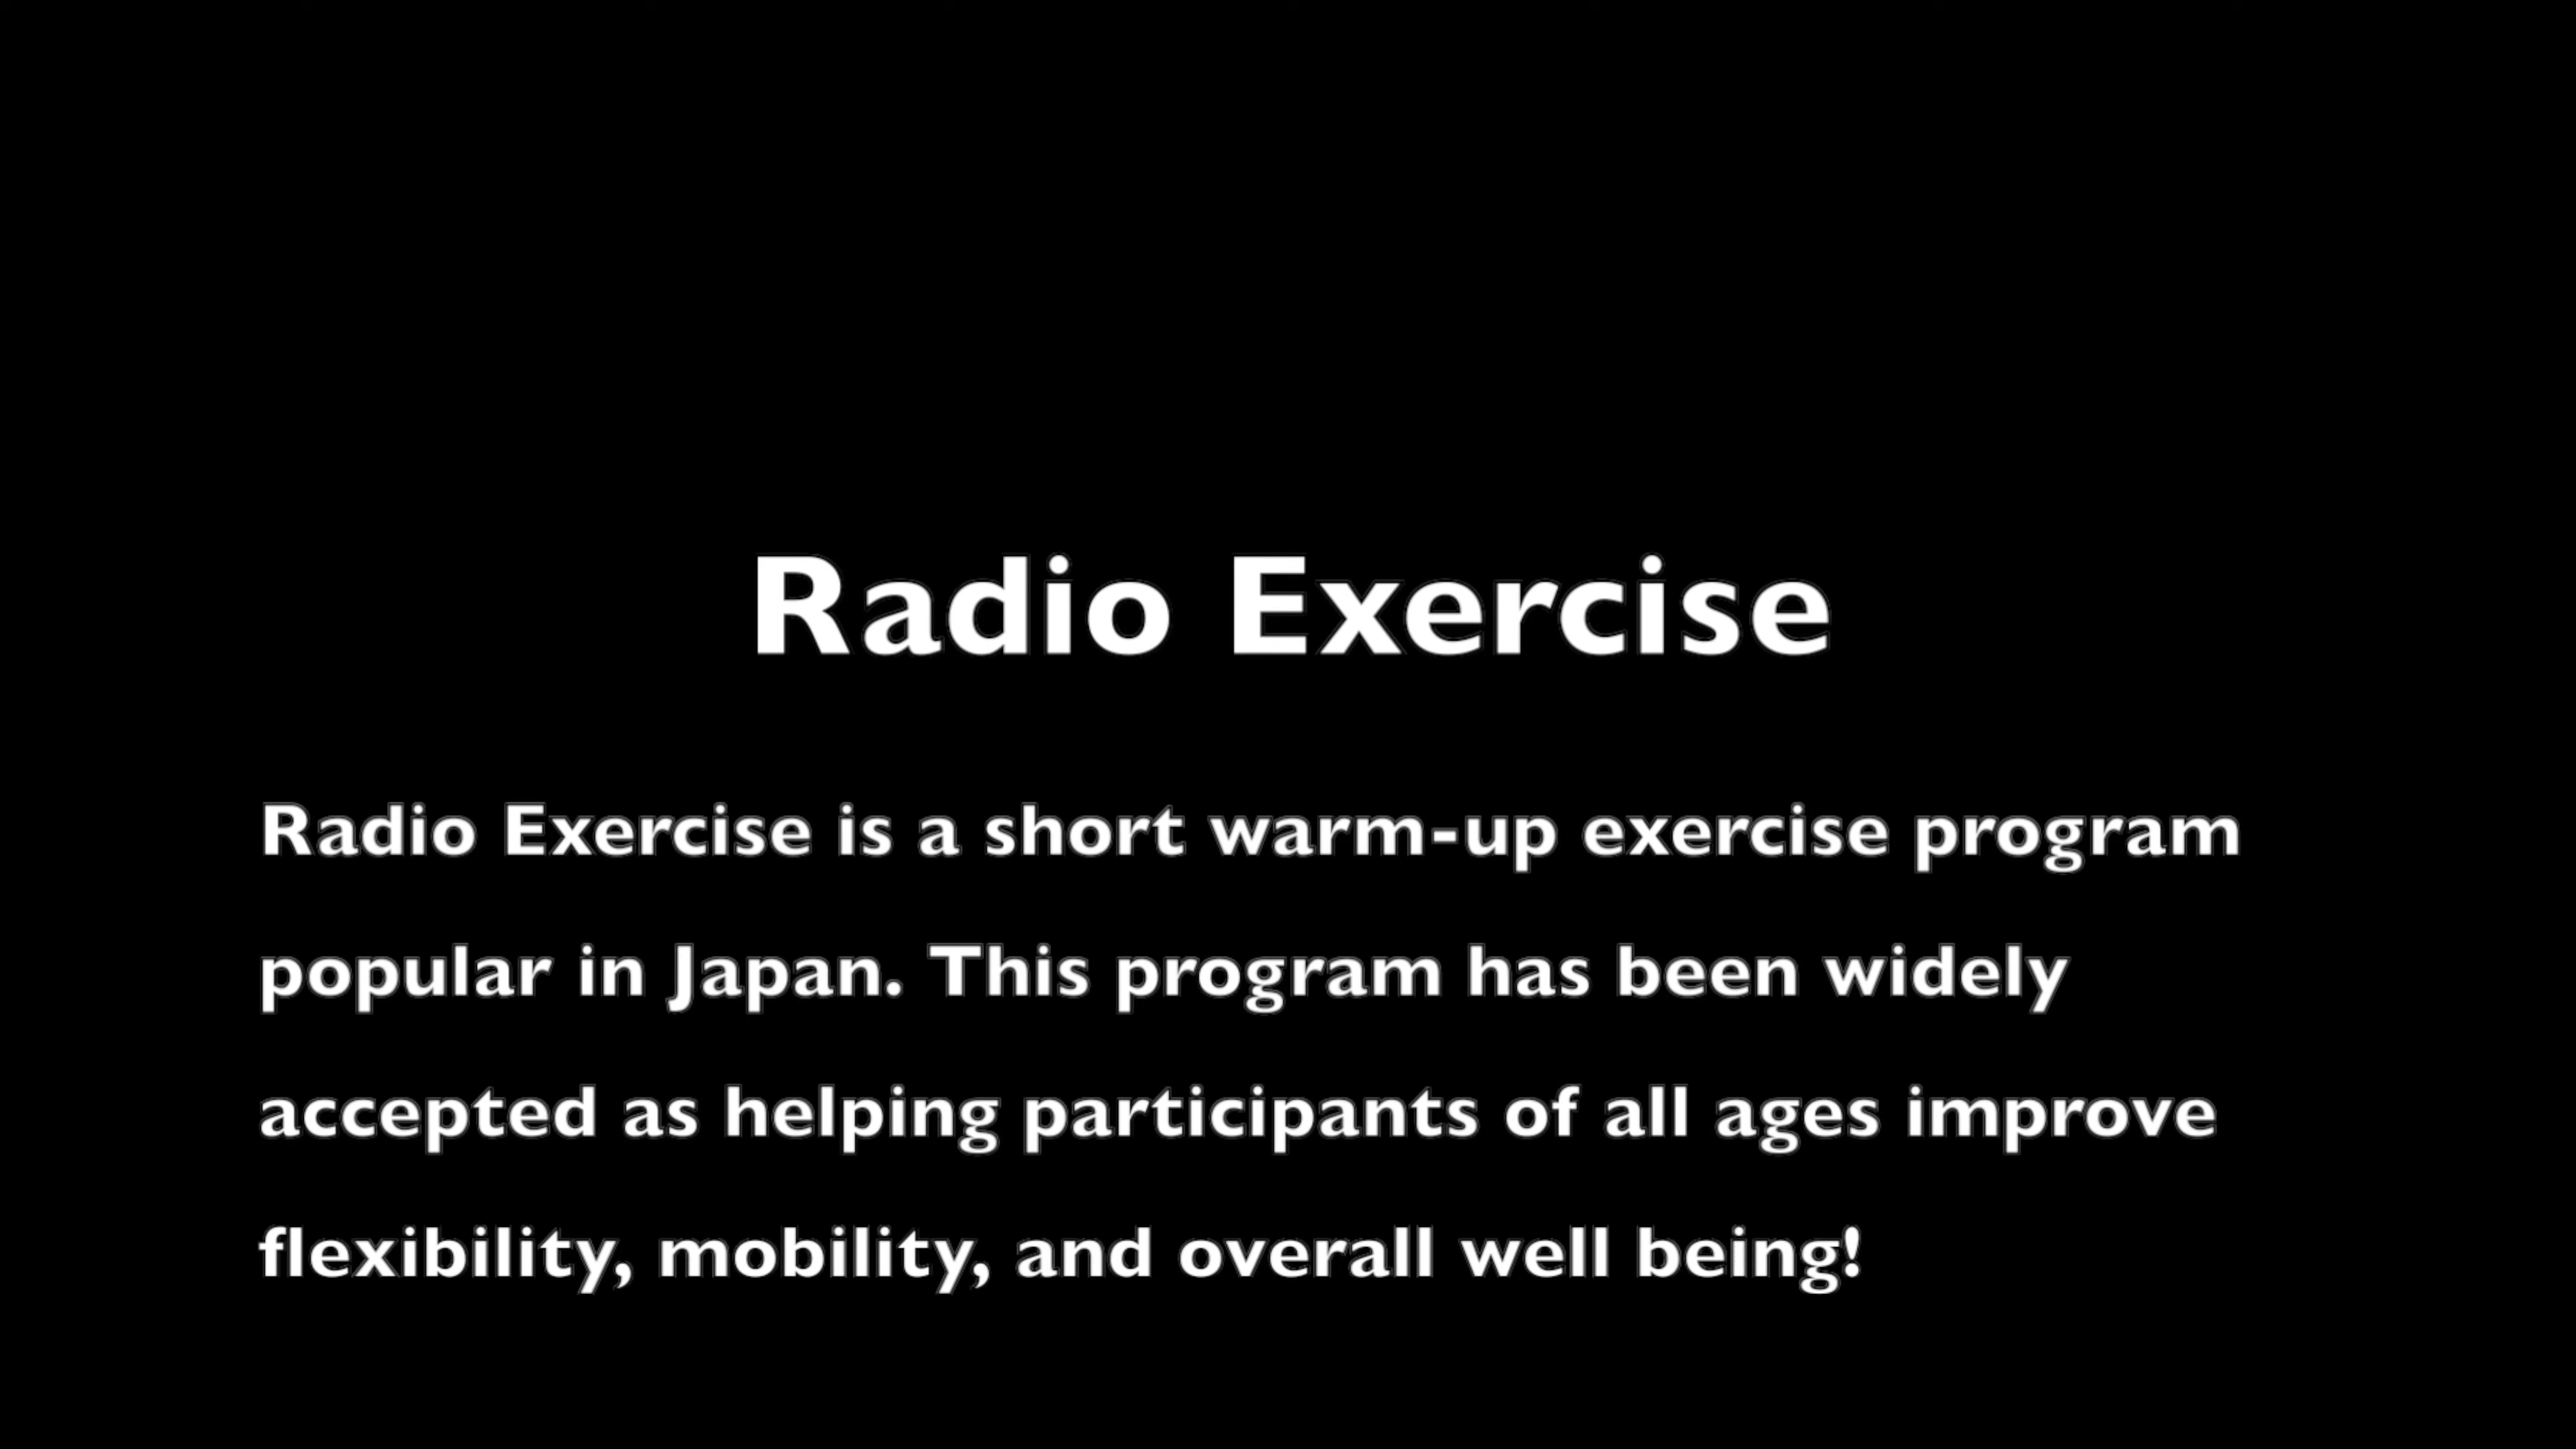 Radio Exercise
Radio Exercise is a short warm-up exercise program
popular in Japan. This program has been widely
accepted as helping participants of all ages improve
flexibility, mobility, and overall well being!